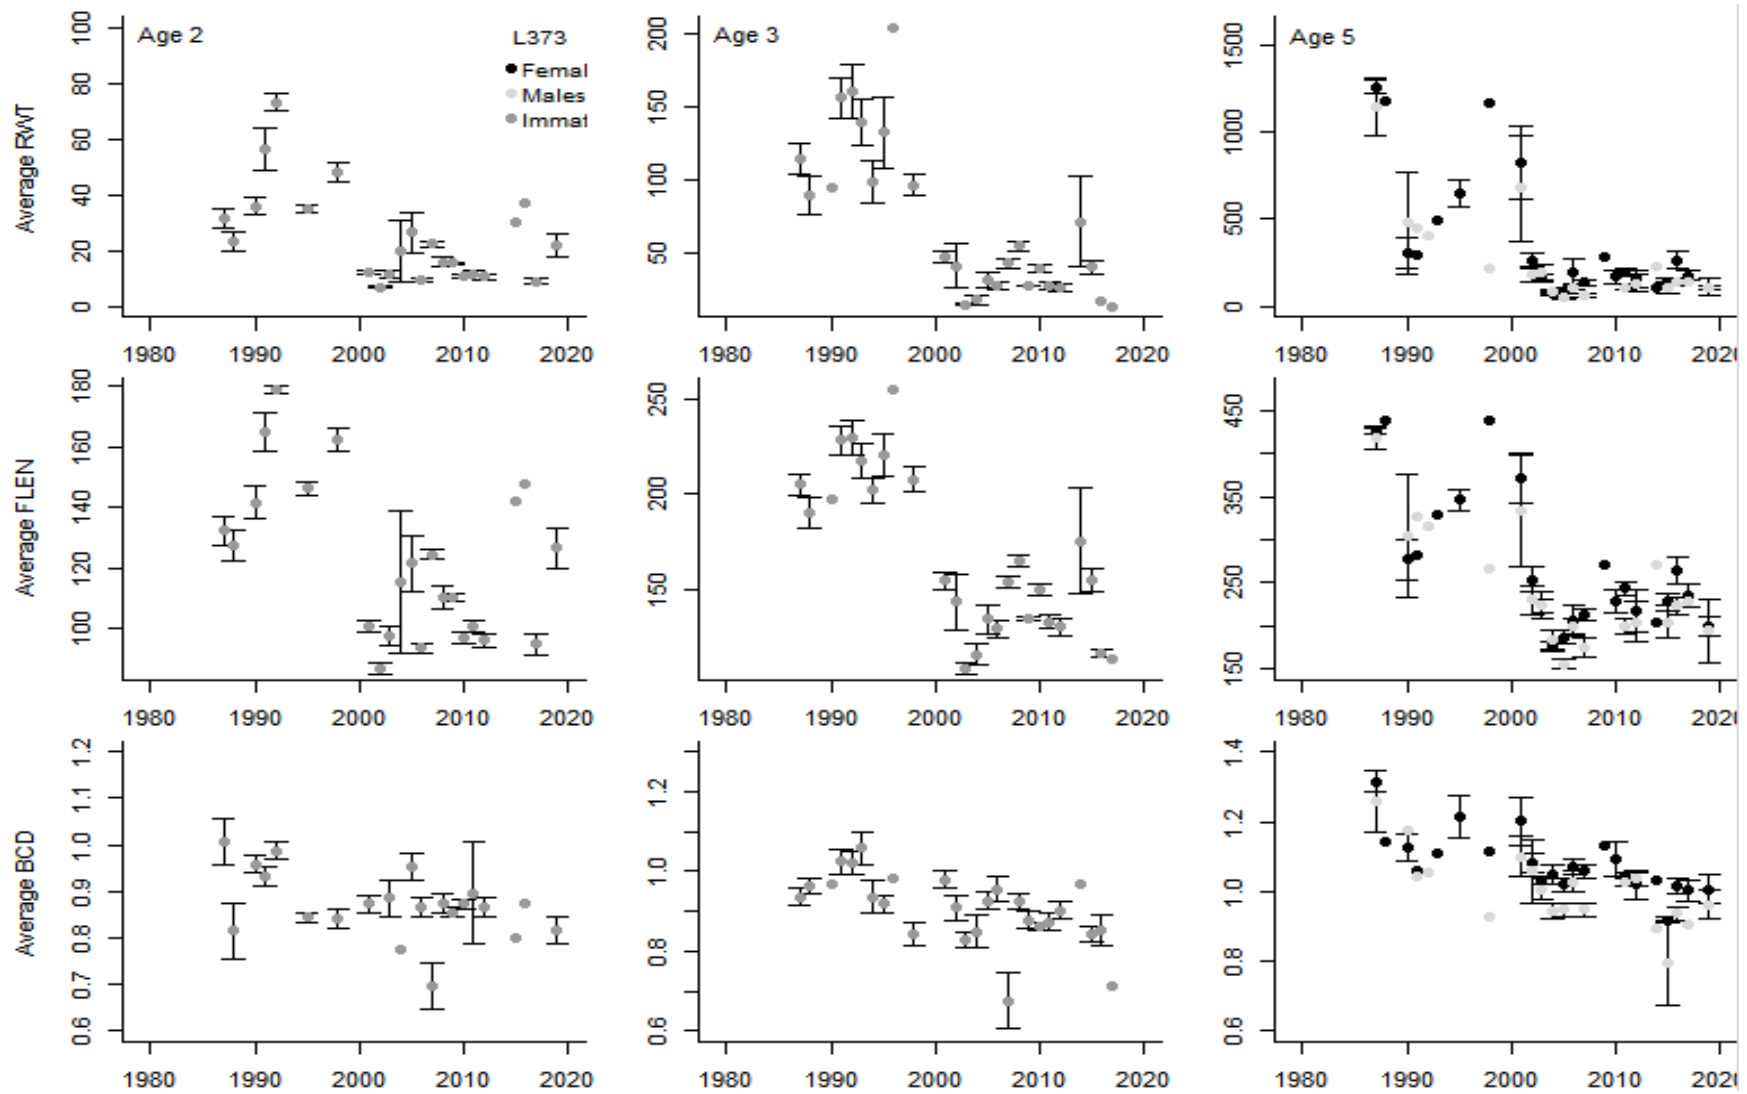 Age 2
L373
Femal
Males
Immat
Average RWT
100
80
60
40
20
0
1980 1990 2000 2010 2020
Age 3
200
150
100
50
1980 1990 2000 2010 2020
Age 5
1500
1000
500
0
1980 1990 2000 2010 2020
Average FLEN
180
160
140
120
100
1980 1990 2000 2010 2020
250
200
150
1980 1990 2000 2010 2020
450
350
250
150
1980 1990 2000 2010 2020
Average BCD
1.2
1.1
1.0
0.9
0.8
0.7
0.6
1980 1990 2000 2010 2020
1.2
1.0
0.8
0.6
1980 1990 2000 2010 2020
1.4
1.2
1.0
0.8
0.6
1980 1990 2000 2010 2020